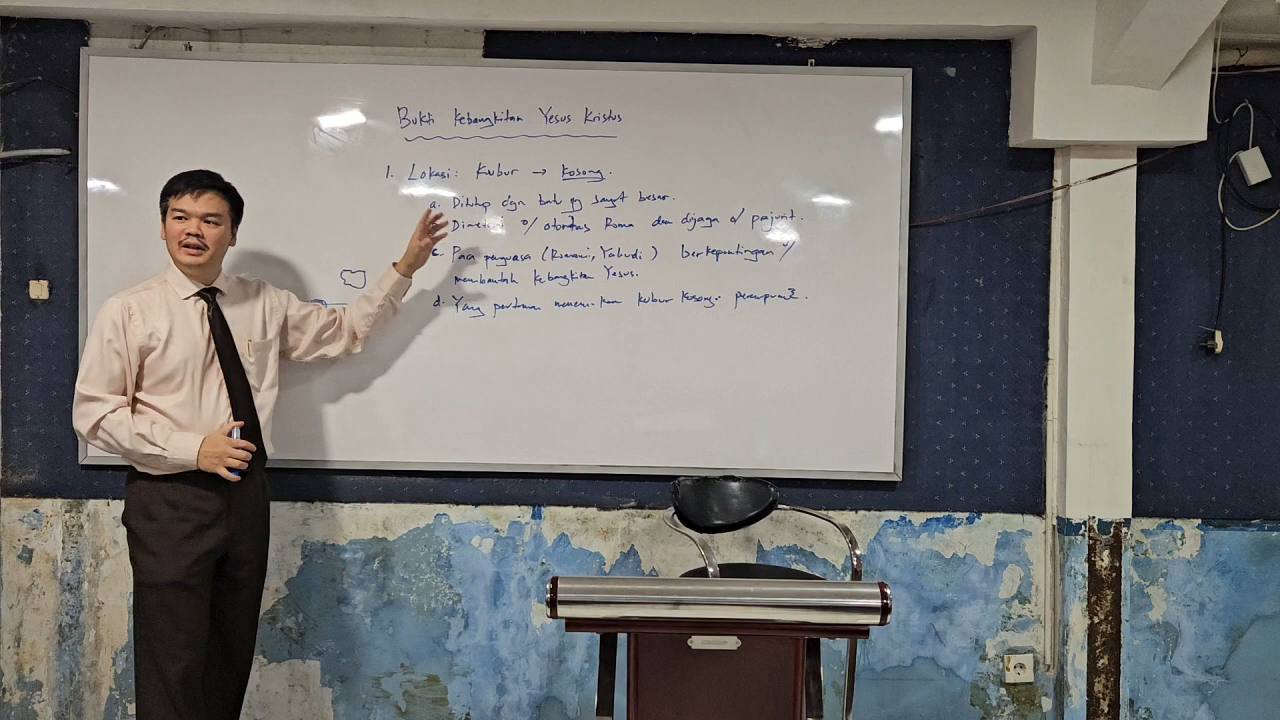 Bukti Kebangkitan Yesus Kristus
1. Lokasi: Kubur → Kosong.
a. Ditutup dgn batu yg sangat besar.
Dimeterai o/ otoritas Roma dan dijaga o/ prajurit.
c. Para penguasa (Romawi, Yahudi) berkepentingan u/
membantah kebangkitan Yesus.
d. Yang pertama menemukan kubur kosong: perempuan2.